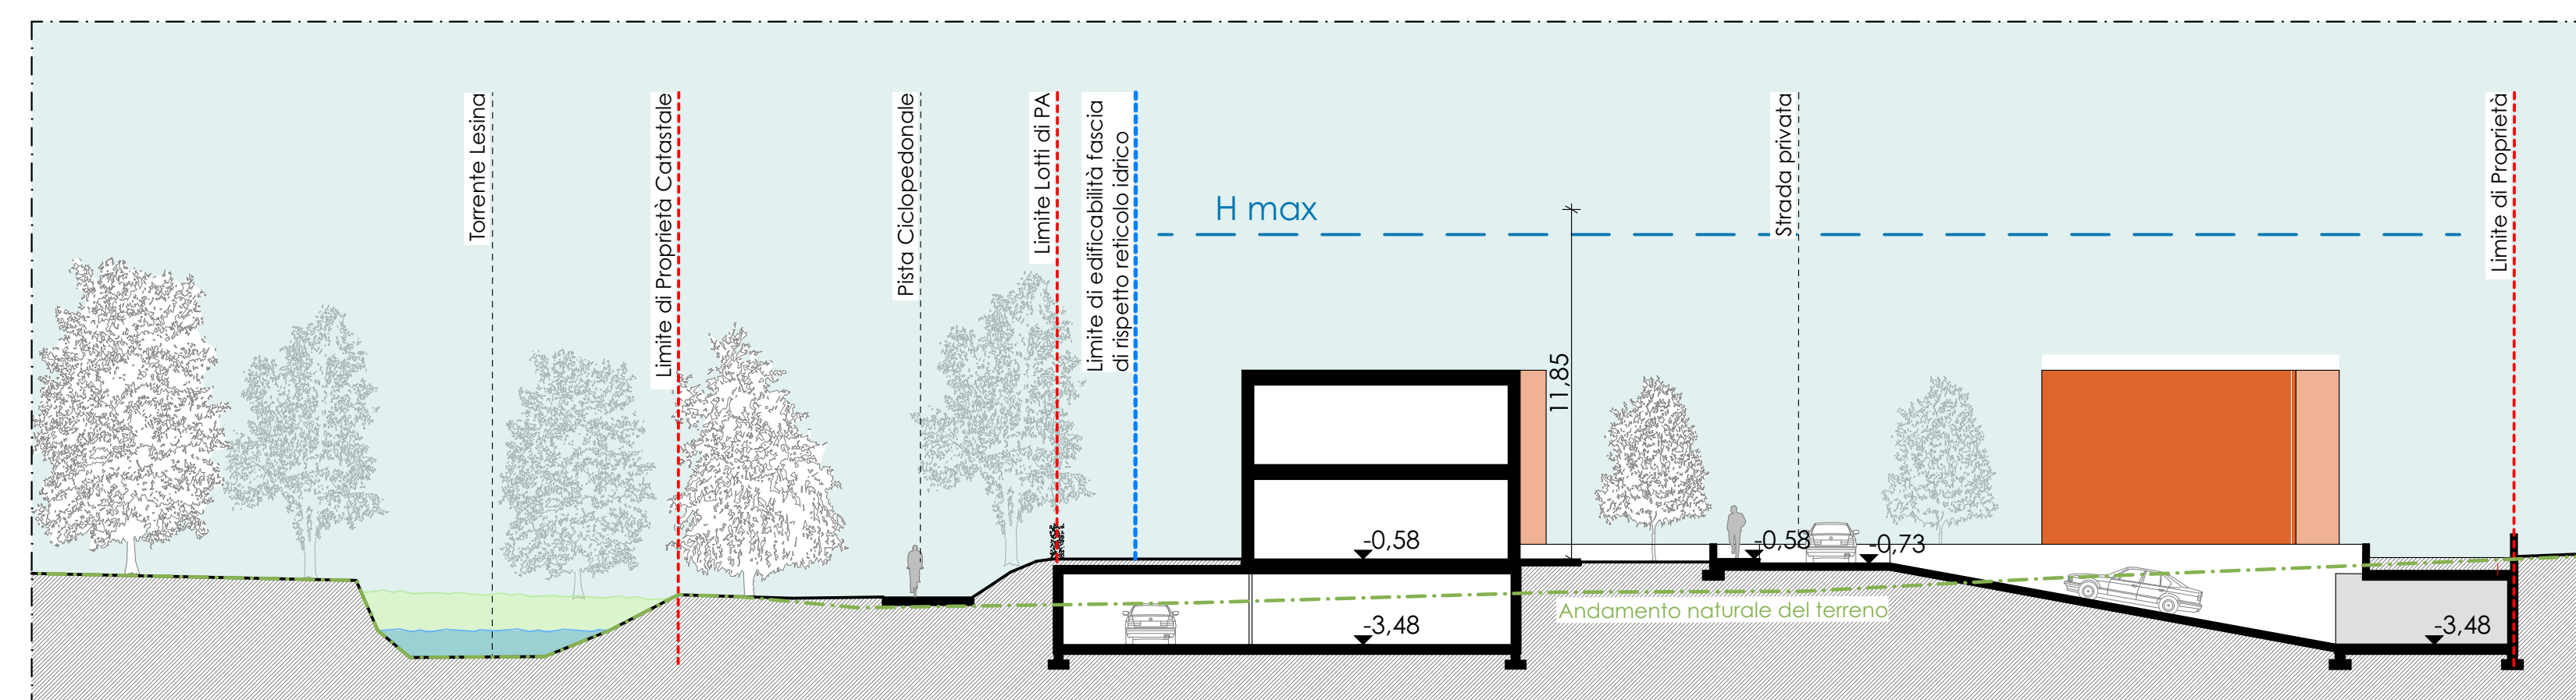 Torrente Lesina
Limite di Proprietà Catastale
Pista Ciclopedonale
Limite Lotti di PA
Limite di edificabilità fascia
di rispetto reticolo idrico
H max
11,85
Strada privata
Limite di Proprietà
-0,58
-0,58
-0,73
Andamento naturale del terreno
-3,48
-3,48